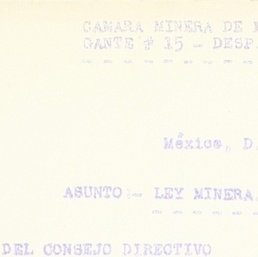 CAMARA MINERA DE M
GANTE # 15 - DESP
- - - - - - - - - - -
México, D.
ASUNTO:- LEY MINERA.
- - - - - - -
DEL CONSEJO DIRECTIVO